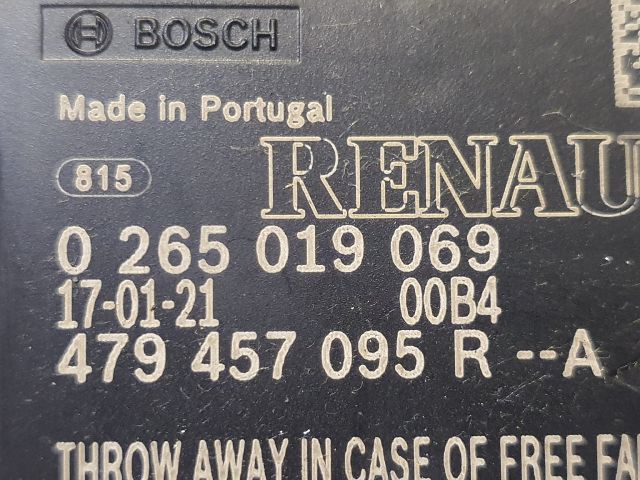 BOSCH
Made in Portugal
815
RENAU
0 265 019 069
17-01-21 00B4
479 457 095 R --A
THROW AWAY IN CASE OF FREE FA